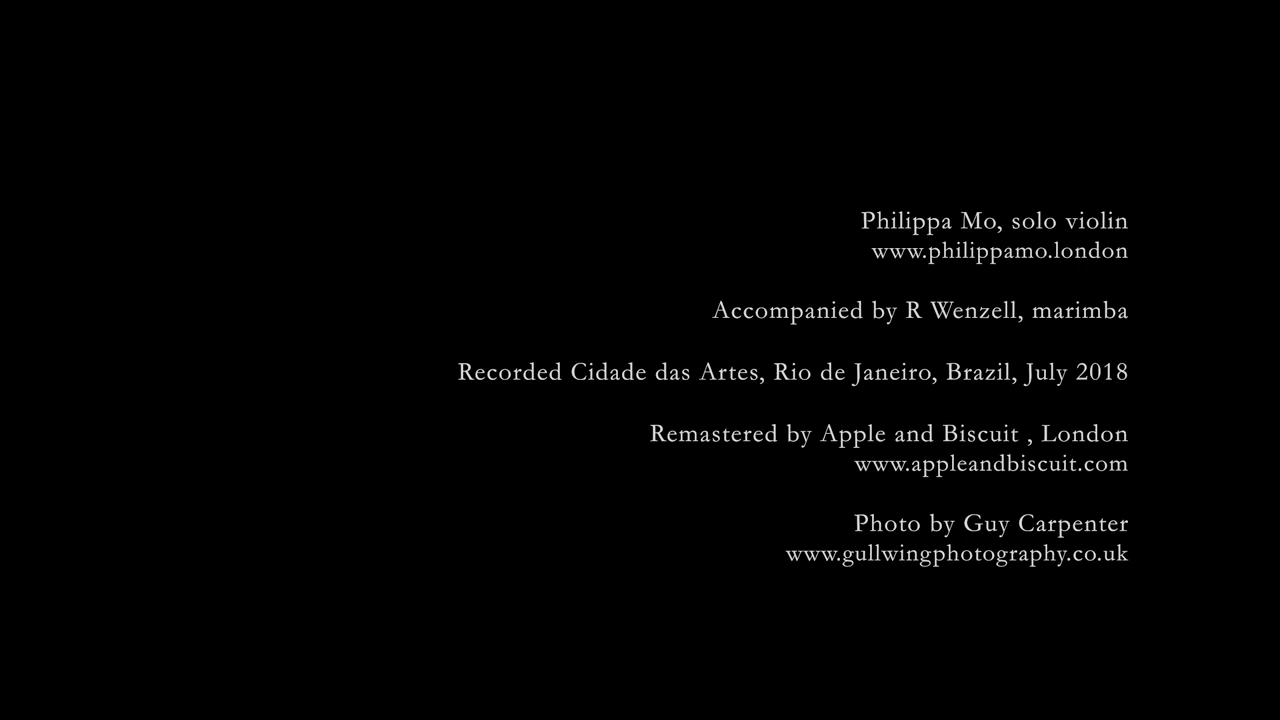 Philippa Mo, solo violin
www.philippamo.london
Accompanied by R Wenzell, marimba
Recorded Cidade das Artes, Rio de Janeiro, Brazil, July 2018
Remastered by Apple and Biscuit , London
www.appleandbiscuit.com
Photo by Guy Carpenter
www.gullwingphotography.co.uk